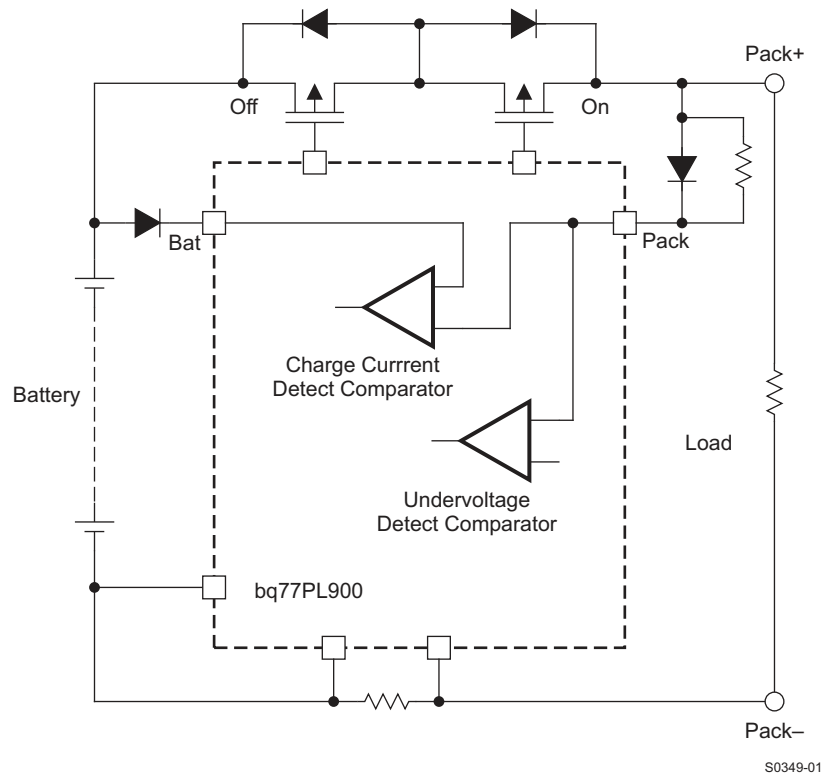 Pack+
Off
On
Bat
Pack
Charge Currrent
Detect Comparator
Battery
Load
Undervoltage
Detect Comparator
bq77PL900
Pack–
S0349-01